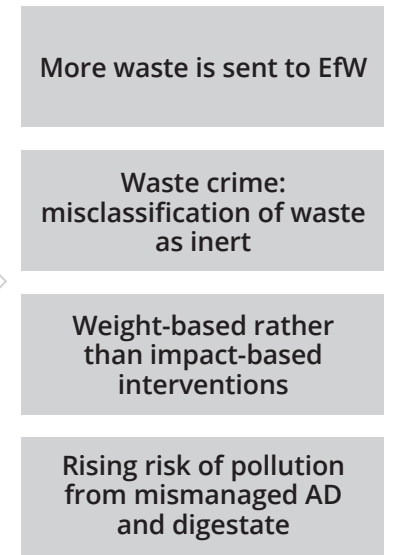 More waste is sent to EfW
Waste crime:
misclassification of waste
as inert
Weight-based rather
than impact-based
interventions
Rising risk of pollution
from mismanaged AD
and digestate